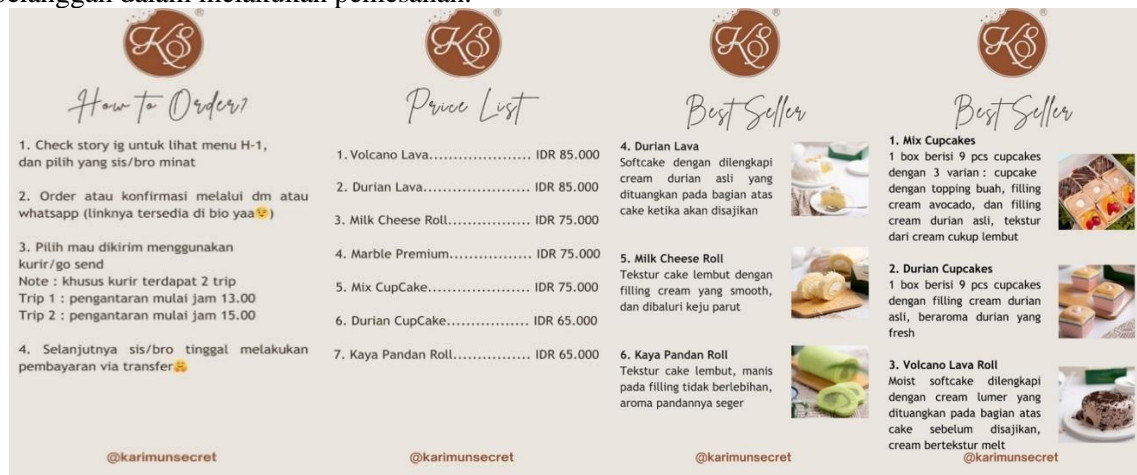 pelanggan dalam melakukan pemesanan.
KS
®
How to Order?
1. Check story ig untuk lihat menu H-1,
dan pilih yang sis/bro minat
2. Order atau konfirmasi melalui dm atau
whatsapp (linknya tersedia di bio yaa😉)
3. Pilih mau dikirim menggunakan
kurir/go send
Note : khusus kurir terdapat 2 trip
Trip 1 : pengantaran mulai jam 13.00
Trip 2 : pengantaran mulai jam 15.00
4. Selanjutnya sis/bro tinggal melakukan
pembayaran via transfer🤗
@karimunsecret
KS
®
Price List
1. Volcano Lava.................... IDR 85.000
2. Durian Lava..................... IDR 85.000
3. Milk Cheese Roll................ IDR 75.000
4. Marble Premium................ IDR 75.000
5. Mix CupCake.................... IDR 75.000
6. Durian CupCake................ IDR 65.000
7. Kaya Pandan Roll............... IDR 65.000
@karimunsecret
KS
®
Best Seller
4. Durian Lava
Softcake dengan dilengkapi
cream durian asli yang
dituangkan pada bagian atas
cake ketika akan disajikan
5. Milk Cheese Roll
Tekstur cake lembut dengan
filling cream yang smooth,
dan dibaluri keju parut
6. Kaya Pandan Roll
Tekstur cake lembut, manis
pada filling tidak berlebihan,
aroma pandannya seger
@karimunsecret
KS
®
Best Seller
1. Mix Cupcakes
1 box berisi 9 pcs cupcakes
dengan 3 varian : cupcake
dengan topping buah, filling
cream avocado, dan filling
cream durian asli, tekstur
dari cream cukup lembut
2. Durian Cupcakes
1 box berisi 9 pcs cupcakes
dengan filling cream durian
asli, beraroma durian yang
fresh
3. Volcano Lava Roll
Moist softcake dilengkapi
dengan cream lumer yang
dituangkan pada bagian atas
cake sebelum disajikan,
cream bertekstur melt
@karimunsecret